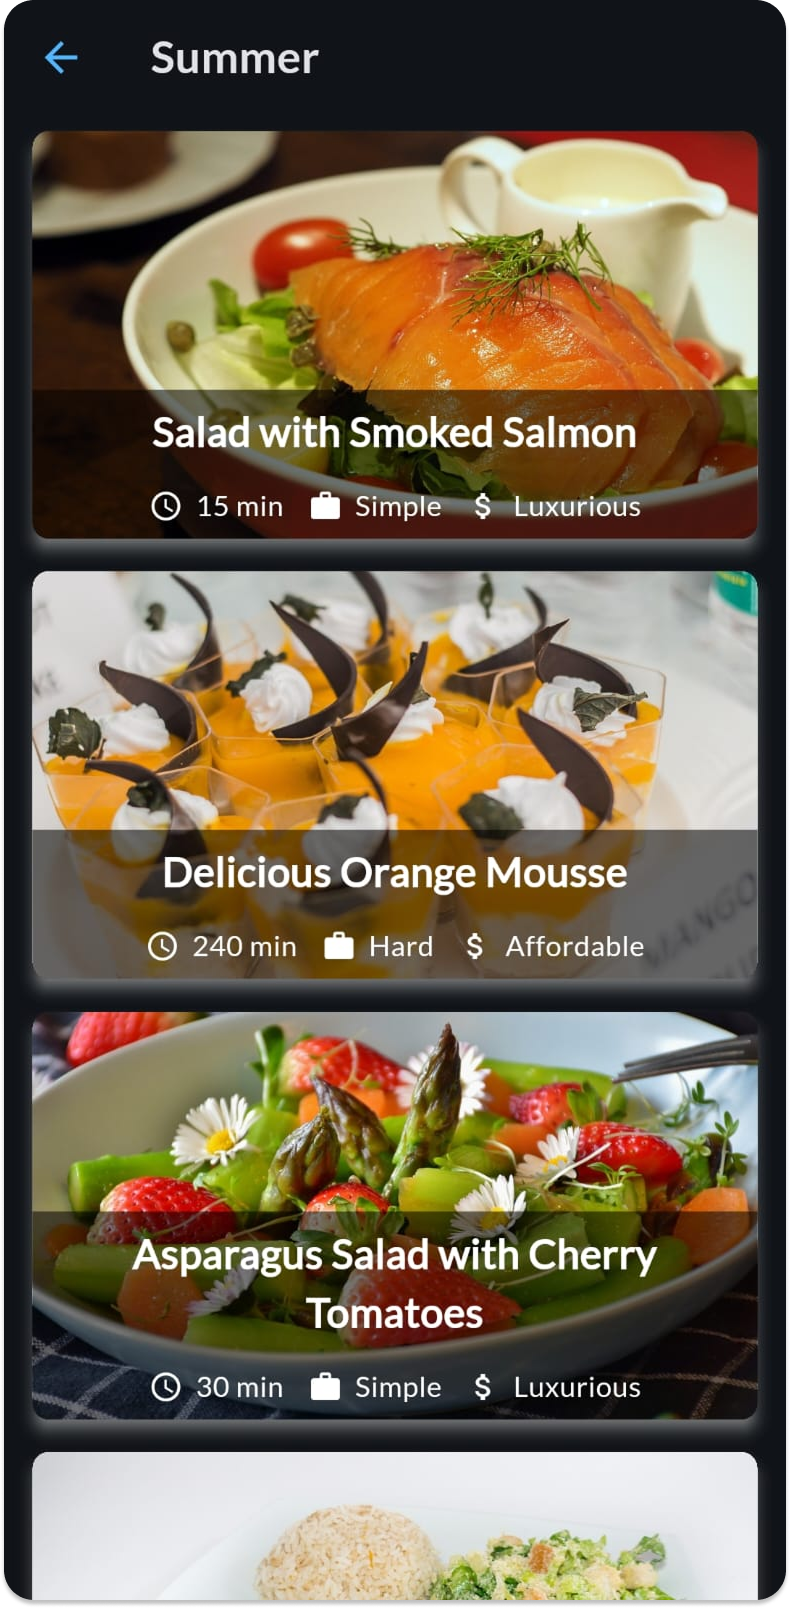 Summer
Salad with Smoked Salmon
15 min Simple $ Luxurious
Delicious Orange Mousse
240 min Hard $ Affordable
MANGO
Asparagus Salad with Cherry
Tomatoes
30 min Simple $ Luxurious